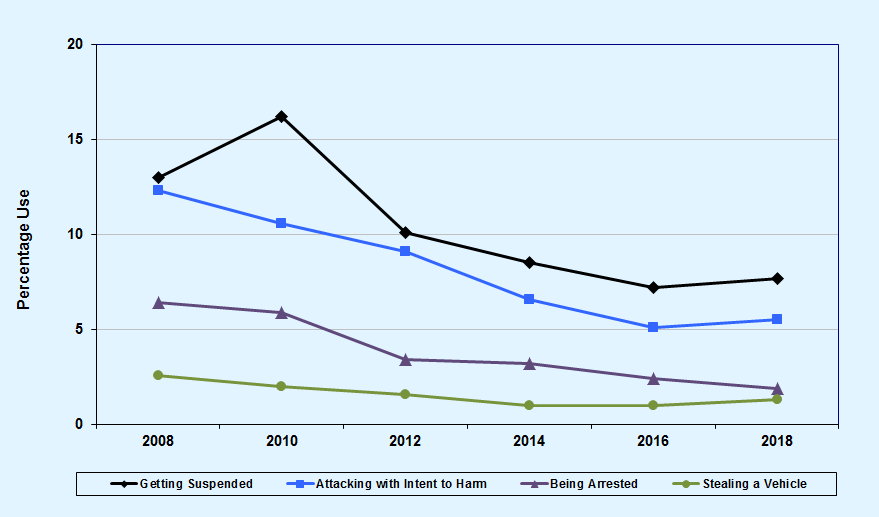 20
15
10
5
0
Percentage Use
2008 2010 2012 2014 2016 2018
Getting Suspended Attacking with Intent to Harm Being Arrested Stealing a Vehicle